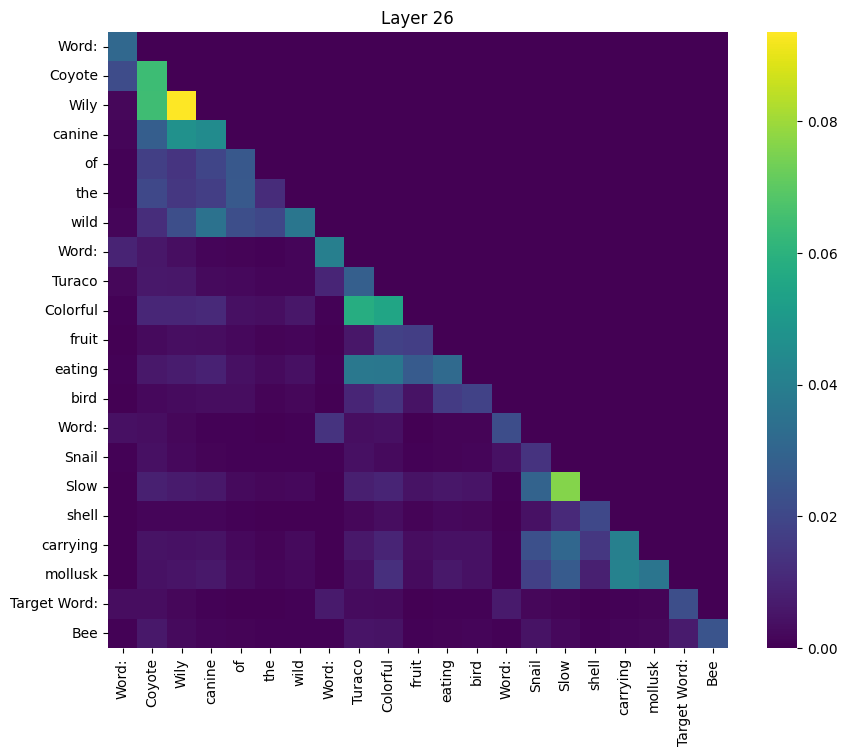 Layer 26
Word:
Coyote
Wily
canine
of
the
wild
Word:
Turaco
Colorful
fruit
eating
bird
Word:
Snail
Slow
shell
carrying
mollusk
Target Word:
Bee
Word:
Coyote
Wily
canine
of
the
wild
Word:
Turaco
Colorful
fruit
eating
bird
Word:
Snail
Slow
shell
carrying
mollusk
Target Word:
Bee
0.08
0.06
0.04
0.02
0.00